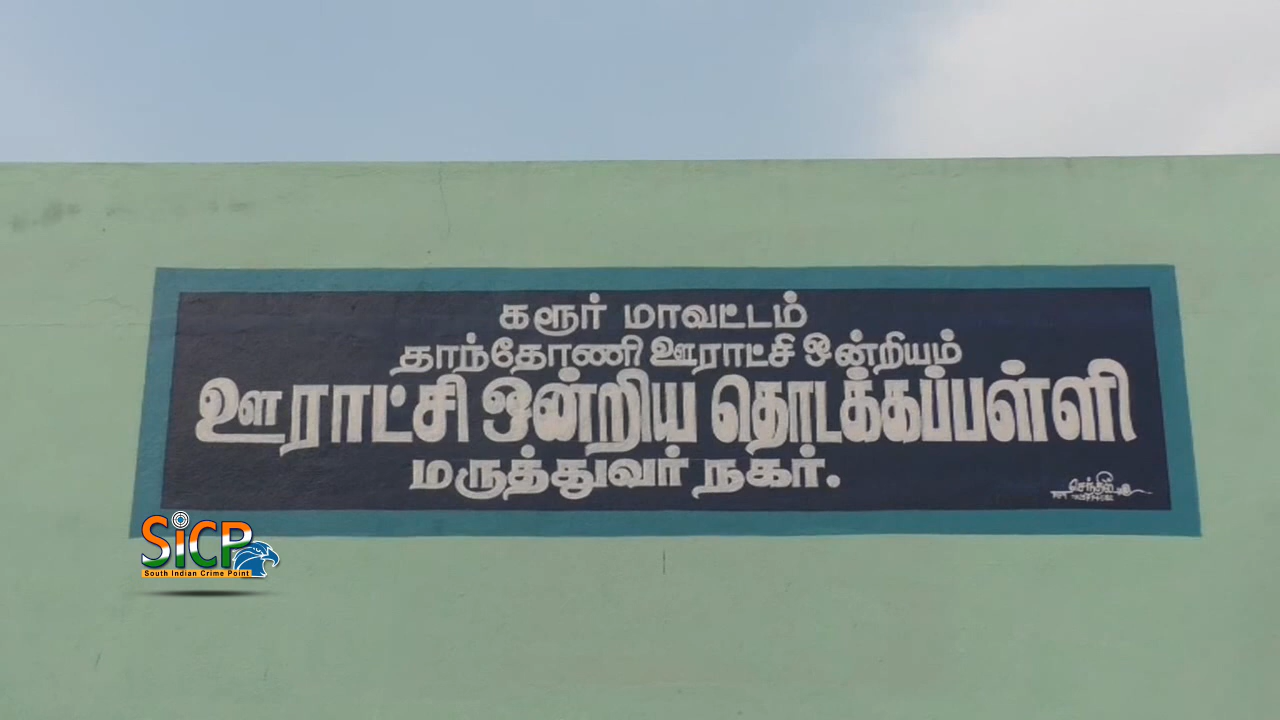 கரூர் மாவட்டம்
தாந்தோணி ஊராட்சி ஒன்றியம்
ஊராட்சி ஒன்றிய தொடக்கப்பள்ளி
மருத்துவர் நகர்.
செந்தில்
SiCP
South Indian Crime Point